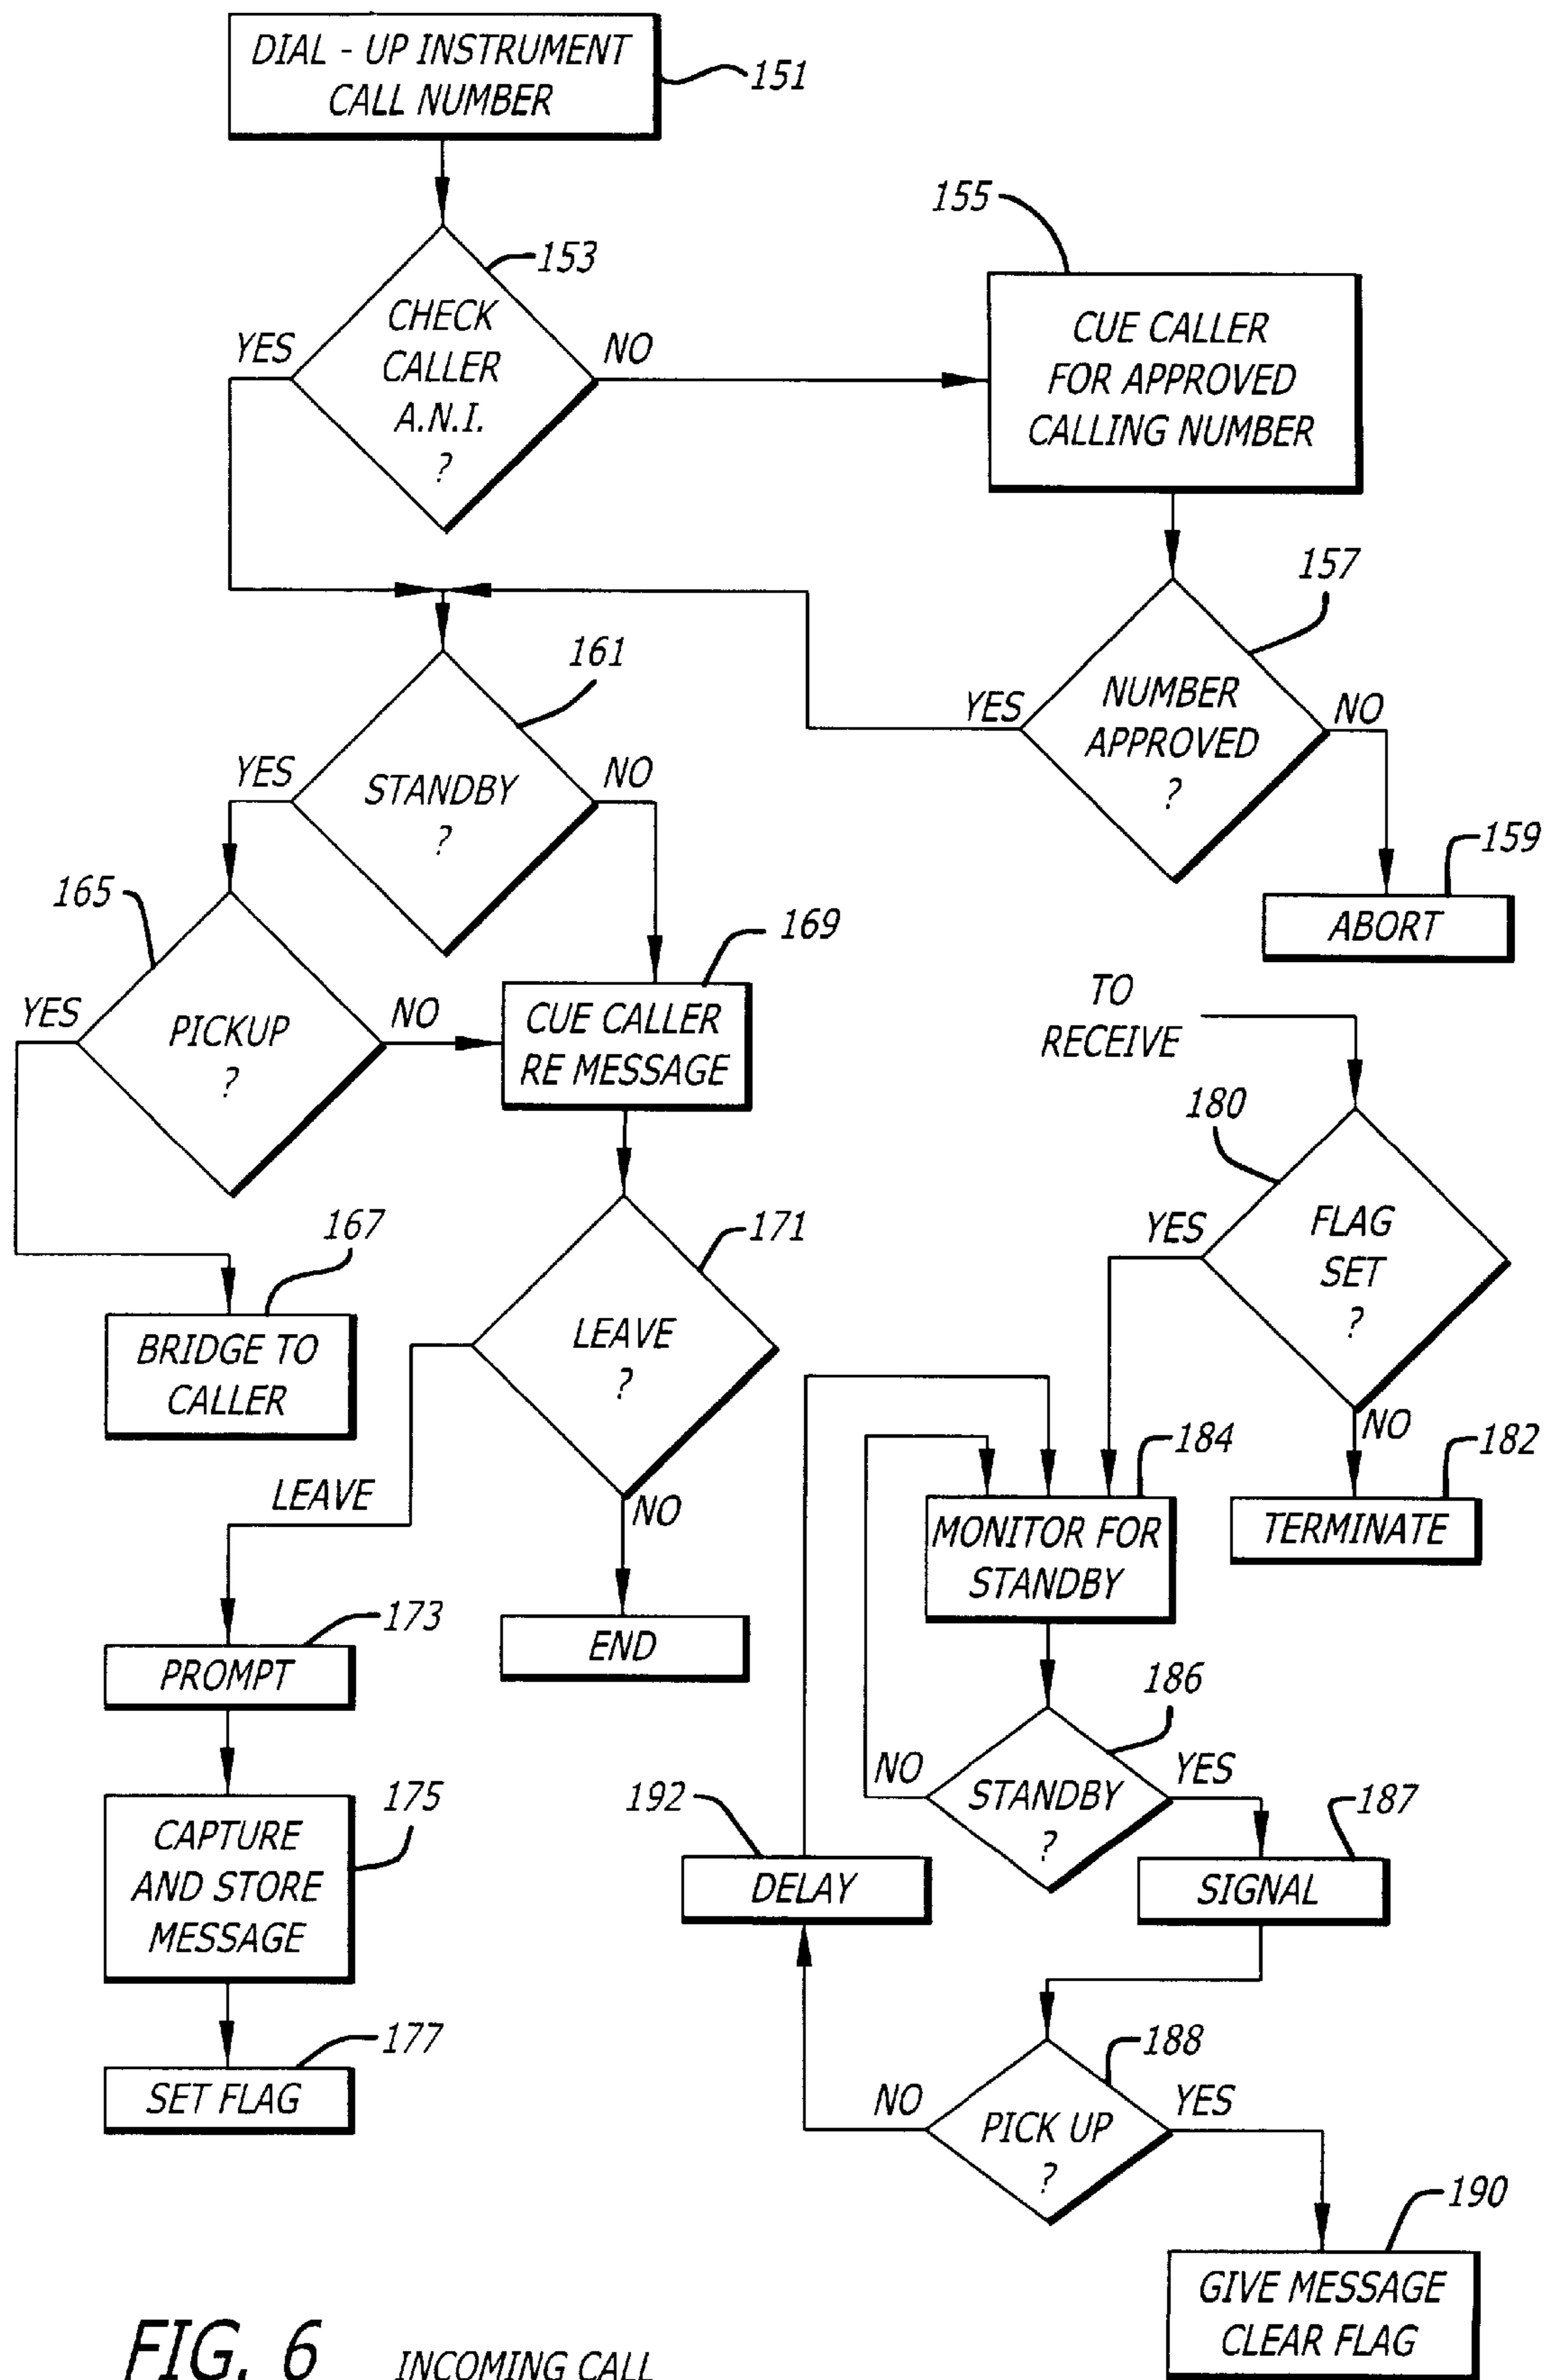 DIAL - UP INSTRUMENT
CALL NUMBER
151
153
CHECK
CALLER
A.N.I.
?
YES
NO
155
CUE CALLER
FOR APPROVED
CALLING NUMBER
157
NUMBER
APPROVED
?
YES
NO
159
ABORT
161
STANDBY
?
YES
NO
165
PICKUP
?
YES
NO
169
CUE CALLER
RE MESSAGE
167
BRIDGE TO
CALLER
171
LEAVE
?
LEAVE
NO
END
173
PROMPT
175
CAPTURE
AND STORE
MESSAGE
177
SET FLAG
TO
RECEIVE
180
FLAG
SET
?
YES
NO
182
TERMINATE
184
MONITOR FOR
STANDBY
186
STANDBY
?
NO
YES
187
SIGNAL
192
DELAY
188
PICK UP
?
NO
YES
190
GIVE MESSAGE
CLEAR FLAG
FIG. 6
INCOMING CALL